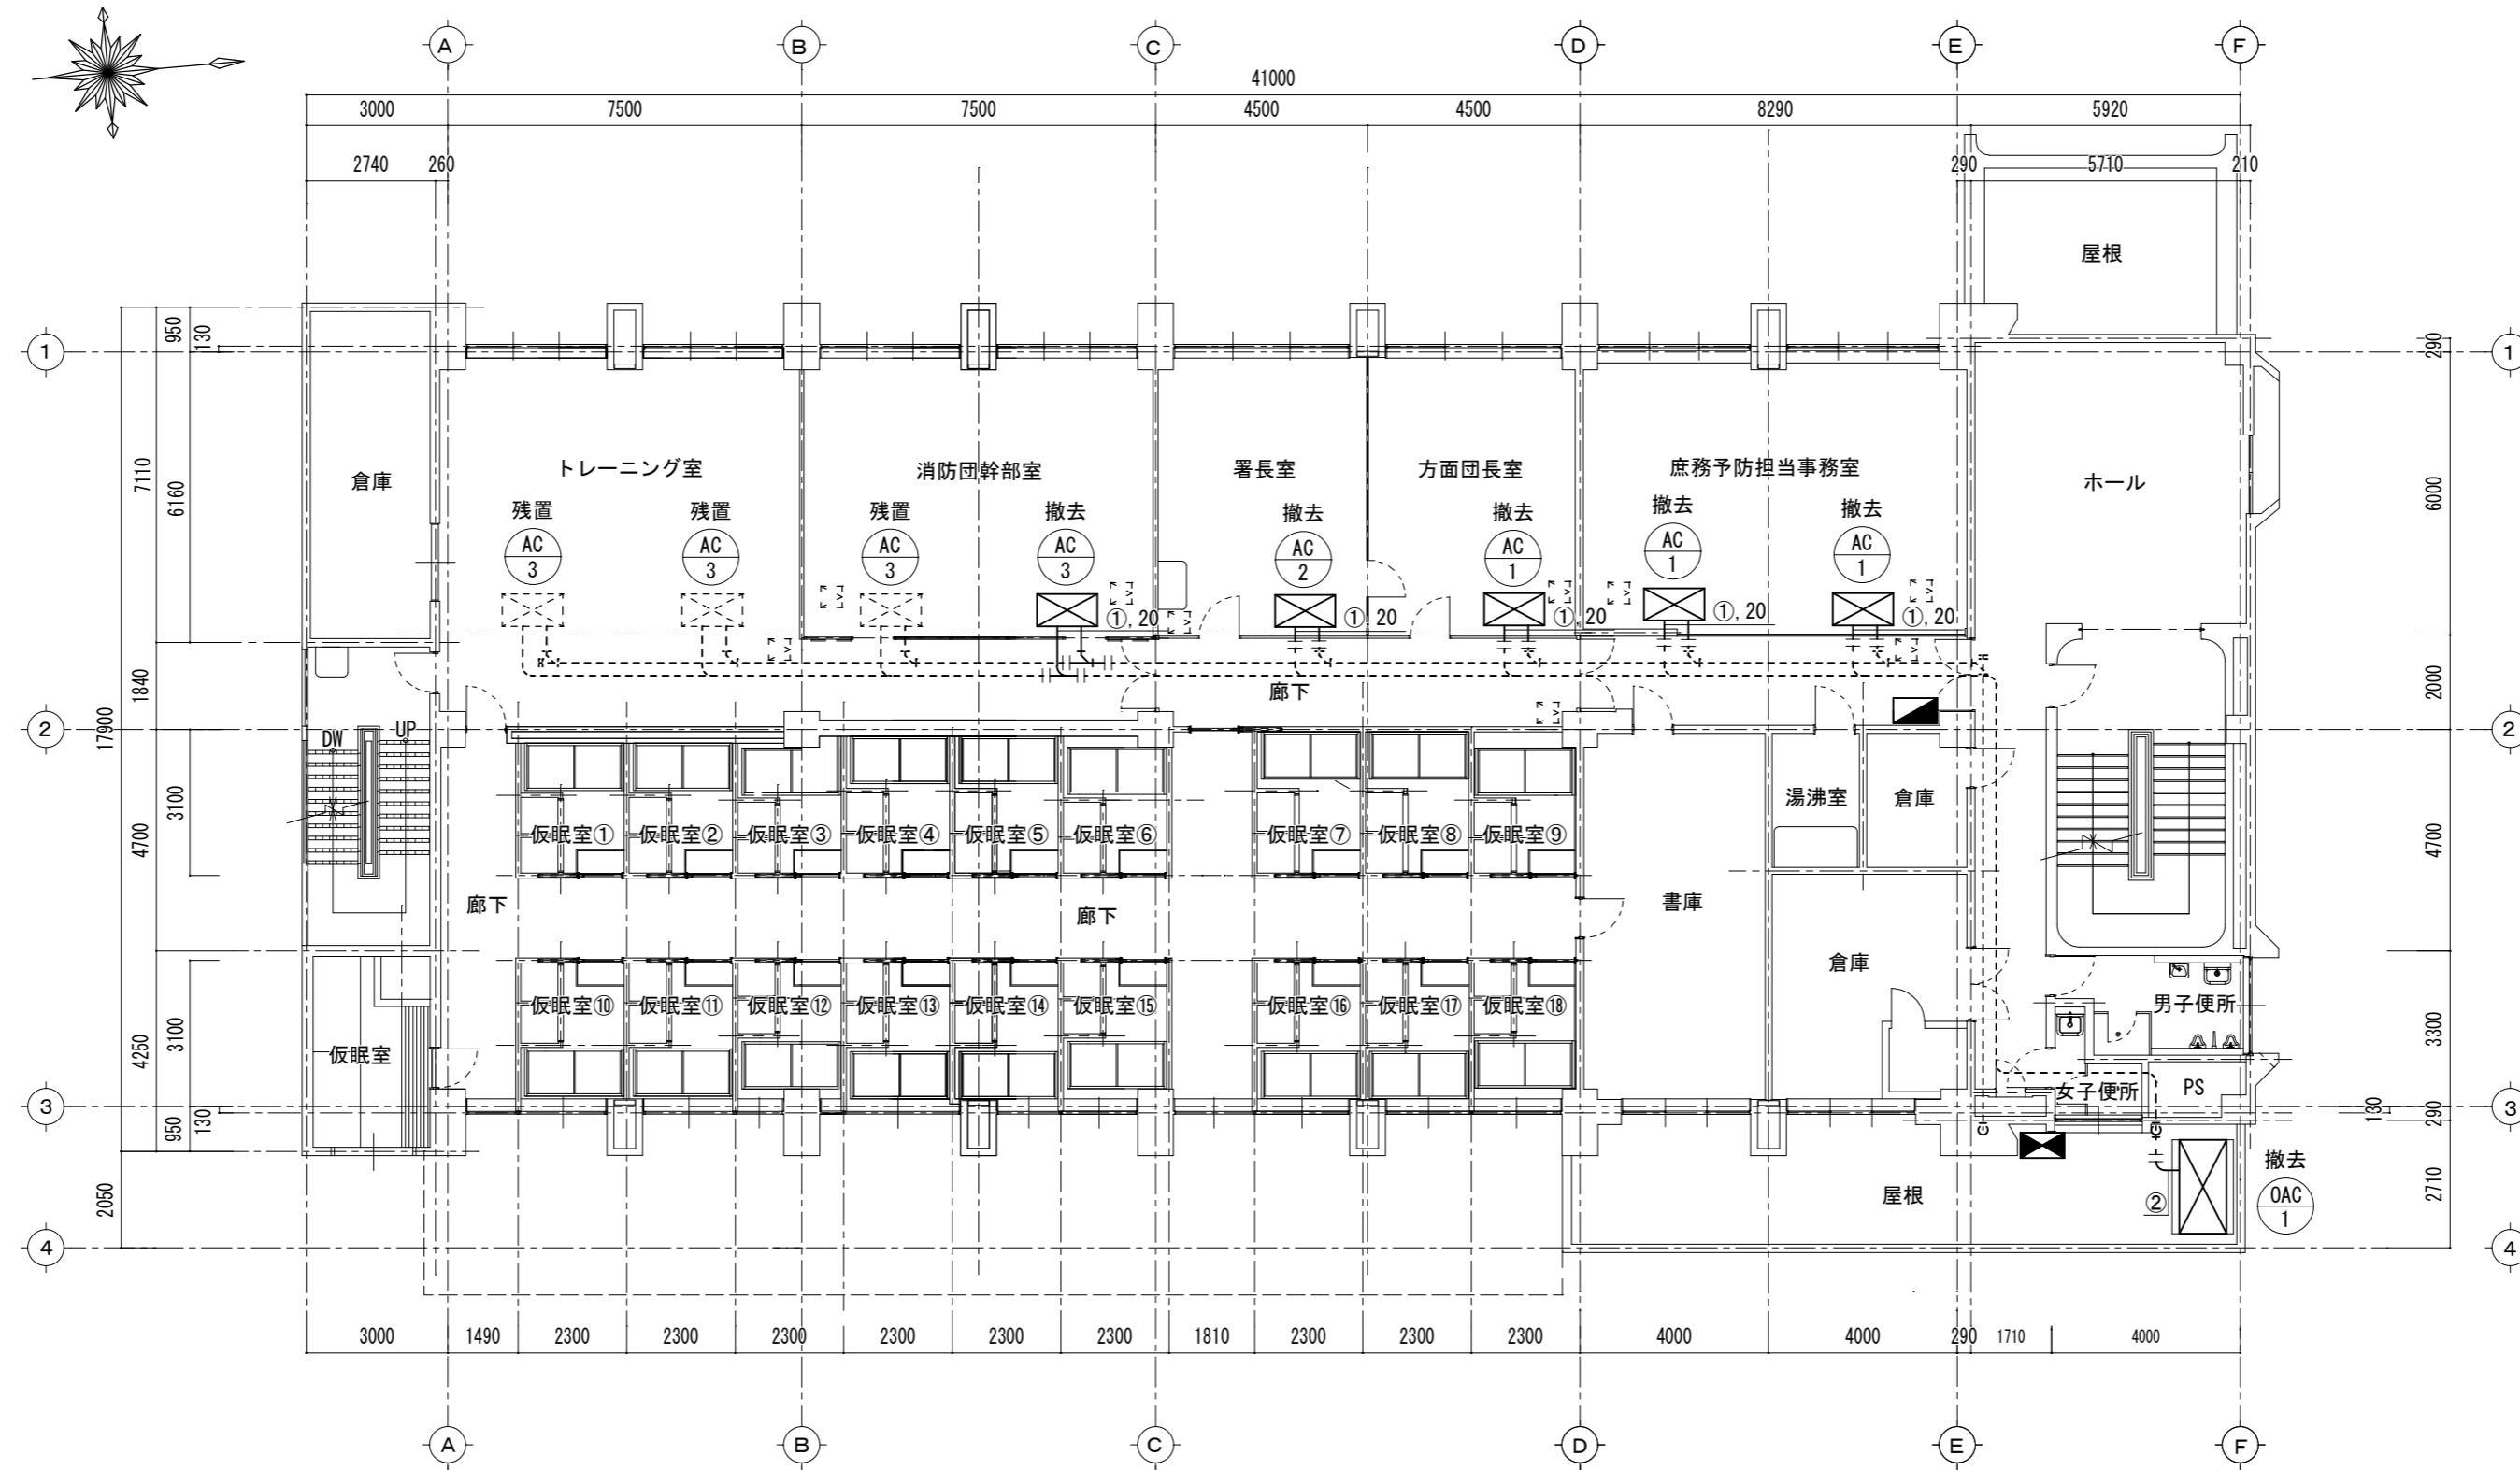 A B C D E F
41000
3000 7500 7500 4500 4500 8290 5920
2740 260 290 5710 210
屋根
950 130 290
1 1
7110 6160 6000
倉庫 トレーニング室 消防団幹部室 署長室 方面団長室 庶務予防担当事務室 ホール
残置 残置 残置 撤去 撤去 撤去 撤去 撤去
AC 3 AC 3 AC 3 AC 3 AC 2 AC 1 AC 1 AC 1
①, 20 ①, 20 ①, 20 ①, 20 ①, 20
1840 廊下 2000
2 17900 2
DW UP
3100 4700 4700
湯沸室 倉庫
仮眠室① 仮眠室② 仮眠室③ 仮眠室④ 仮眠室⑤ 仮眠室⑥ 仮眠室⑦ 仮眠室⑧ 仮眠室⑨
廊下 廊下 書庫
倉庫
仮眠室⑩ 仮眠室⑪ 仮眠室⑫ 仮眠室⑬ 仮眠室⑭ 仮眠室⑮ 仮眠室⑯ 仮眠室⑰ 仮眠室⑱ 男子便所
4250 3100 仮眠室 3300
女子便所 PS
3 3
950 130 130 290
撤去
OAC 1
2050 屋根 ② 2710
4 4
3000 1490 2300 2300 2300 2300 2300 2300 1810 2300 2300 2300 4000 4000 290 1710 4000
A B C D E F